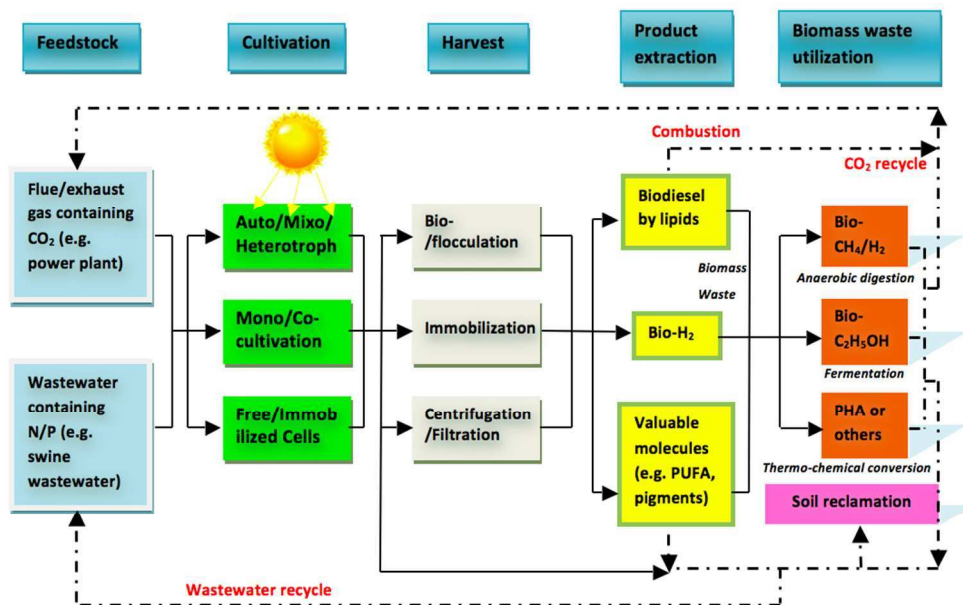 Feedstock
Cultivation
Harvest
Product
extraction
Biomass waste
utilization
Combustion
CO₂ recycle
Flue/exhaust
gas containing
CO₂ (e.g.
power plant)
Auto/Mixo/
Heterotroph
Bio-
/flocculation
Biodiesel
by lipids
Bio-
CH₄/H₂
Anaerobic digestion
Biomass
Waste
Mono/Co-
cultivation
Immobilization
Bio-H₂
Bio-
C₂H₅OH
Fermentation
Wastewater
containing
N/P (e.g.
swine
wastewater)
Free/Immob
ilized Cells
Centrifugation
/Filtration
Valuable
molecules
(e.g. PUFA,
pigments)
PHA or
others
Thermo-chemical conversion
Soil reclamation
Wastewater recycle